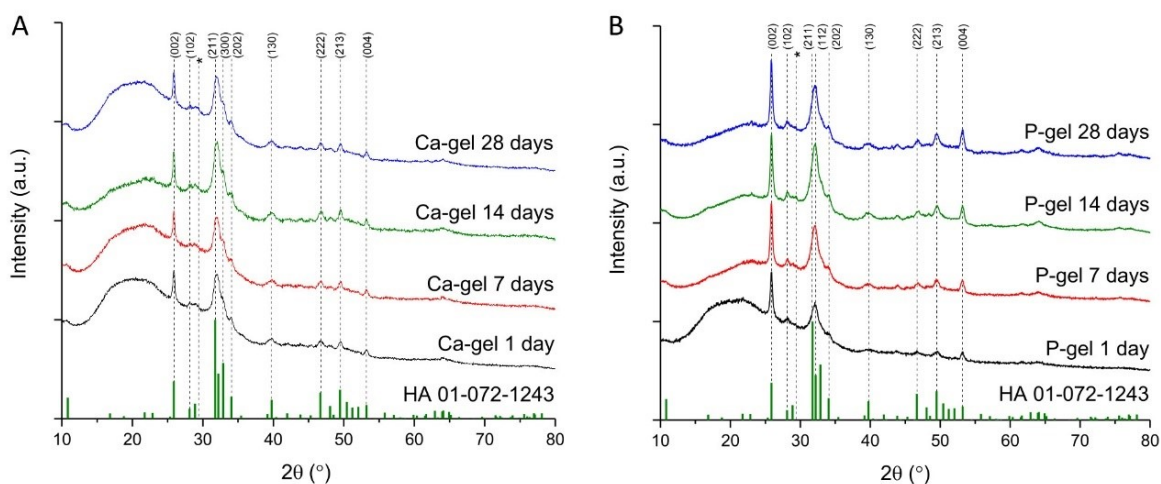 A
(002)
(102)
*
(211)
(300)
(202)
(130)
(222)
(213)
(004)
Ca-gel 28 days
Ca-gel 14 days
Ca-gel 7 days
Ca-gel 1 day
HA 01-072-1243
Intensity (a.u.)
10 20 30 40 50 60 70 80
2θ (°)
B
(002)
(102)
*
(211)
(112)
(202)
(130)
(222)
(213)
(004)
P-gel 28 days
P-gel 14 days
P-gel 7 days
P-gel 1 day
HA 01-072-1243
Intensity (a.u.)
10 20 30 40 50 60 70 80
2θ (°)